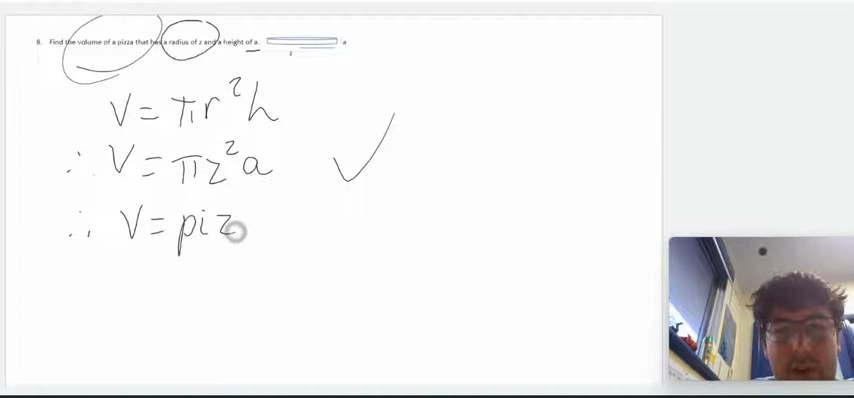 8. Find the volume of a pizza that has a radius of z and a height of a. a
z
V = πr²h
∴ V = πz²a
∴ V = piz